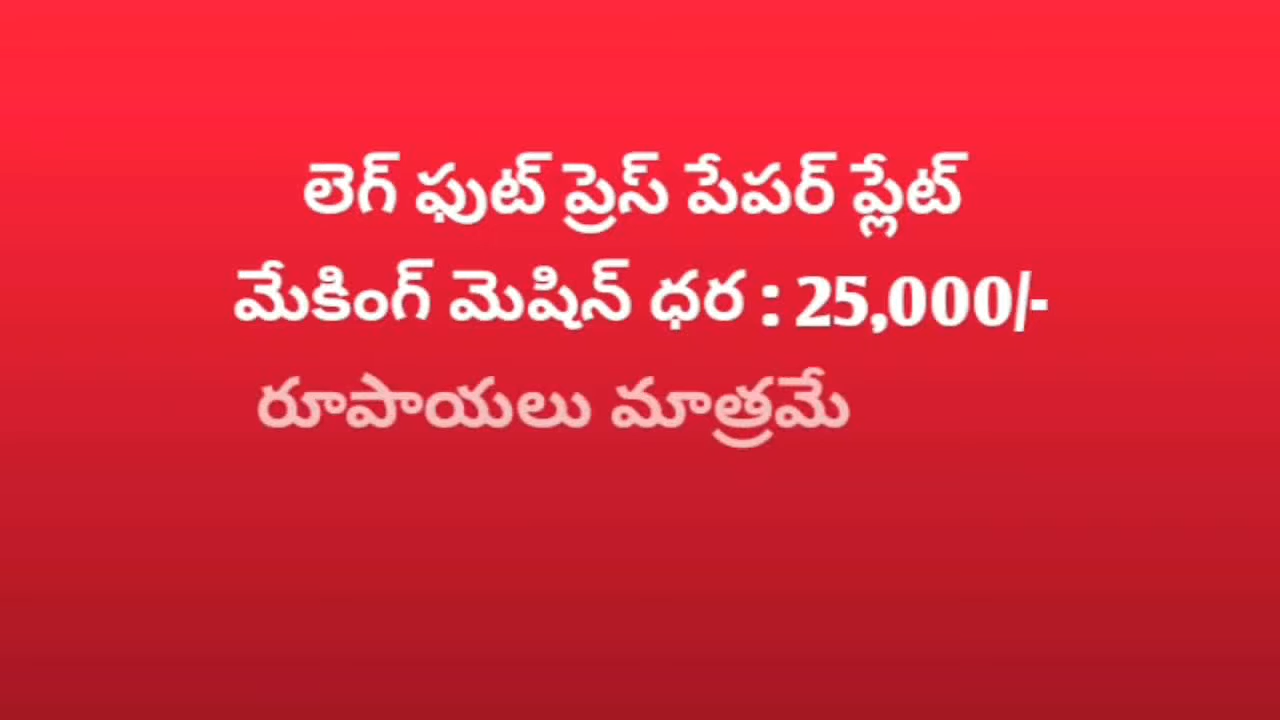 లెగ్ ఫుట్ ప్రెస్ పేపర్ ప్లేట్
మేకింగ్ మెషిన్ ధర : 25,000/-
రూపాయలు మాత్రమే